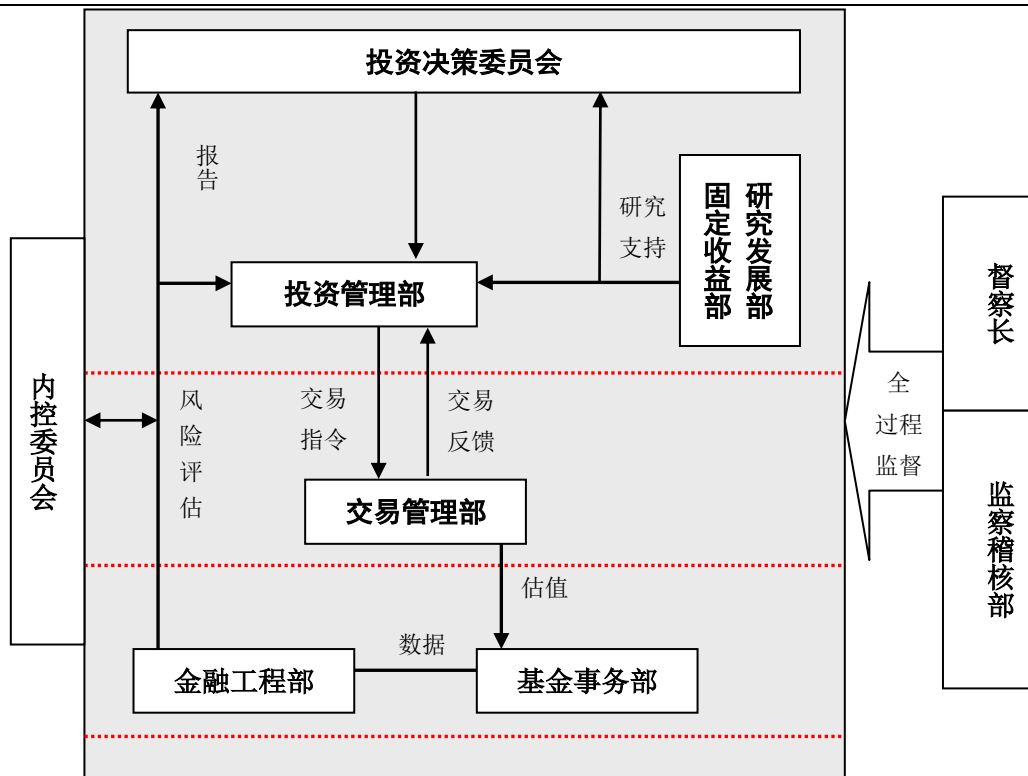 投资决策委员会
报告
研究
支持
固定收益部
研究发展部
投资管理部
督察长
内控委员会
风险评估
交易
指令
交易
反馈
全
过程
监督
交易管理部
监察稽核部
估值
数据
金融工程部
基金事务部